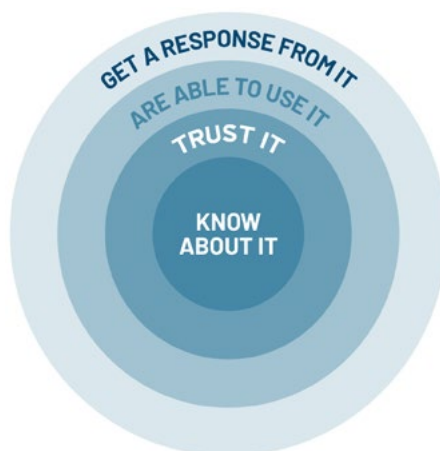 GET A RESPONSE FROM IT
ARE ABLE TO USE IT
TRUST IT
KNOW
ABOUT IT